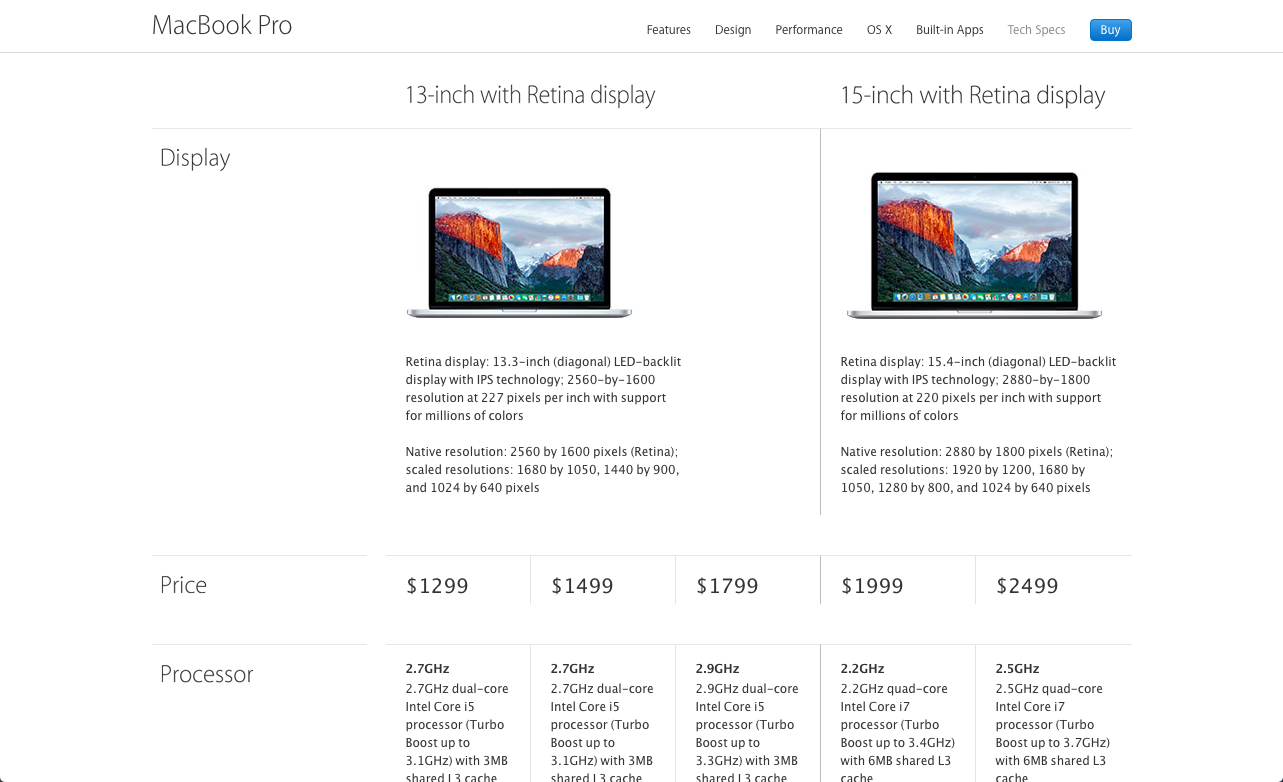 MacBook Pro
Features Design Performance OS X Built-in Apps Tech Specs Buy
13-inch with Retina display
15-inch with Retina display
Display
Retina display: 13.3-inch (diagonal) LED-backlit
display with IPS technology; 2560-by-1600
resolution at 227 pixels per inch with support
for millions of colors
Native resolution: 2560 by 1600 pixels (Retina);
scaled resolutions: 1680 by 1050, 1440 by 900,
and 1024 by 640 pixels
Retina display: 15.4-inch (diagonal) LED-backlit
display with IPS technology; 2880-by-1800
resolution at 220 pixels per inch with support
for millions of colors
Native resolution: 2880 by 1800 pixels (Retina);
scaled resolutions: 1920 by 1200, 1680 by
1050, 1280 by 800, and 1024 by 640 pixels
Price
$1299
$1499
$1799
$1999
$2499
Processor
2.7GHz
2.7GHz dual-core
Intel Core i5
processor (Turbo
Boost up to
3.1GHz) with 3MB
shared L3 cache
2.7GHz
2.7GHz dual-core
Intel Core i5
processor (Turbo
Boost up to
3.1GHz) with 3MB
shared L3 cache
2.9GHz
2.9GHz dual-core
Intel Core i5
processor (Turbo
Boost up to
3.3GHz) with 3MB
shared L3 cache
2.2GHz
2.2GHz quad-core
Intel Core i7
processor (Turbo
Boost up to 3.4GHz)
with 6MB shared L3
cache
2.5GHz
2.5GHz quad-core
Intel Core i7
processor (Turbo
Boost up to 3.7GHz)
with 6MB shared L3
cache